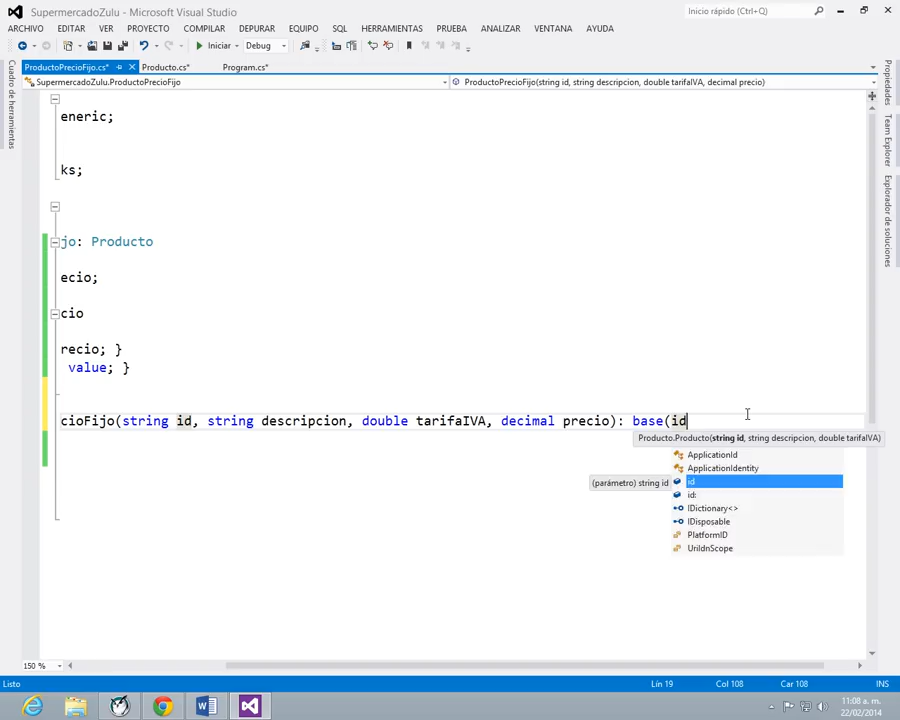 SupermercadoZulu - Microsoft Visual Studio
Inicio rápido (Ctrl+Q)
ARCHIVO EDITAR VER PROYECTO COMPILAR DEPURAR EQUIPO SQL HERRAMIENTAS PRUEBA ANALIZAR VENTANA AYUDA
Iniciar Debug
ProductoPrecioFijo.cs* Producto.cs* Program.cs*
SupermercadoZulu.ProductoPrecioFijo
ProductoPrecioFijo(string id, string descripcion, double tarifaIVA, decimal precio)
Cuadro de herramientas
Propiedades
Team Explorer
Explorador de soluciones
eneric;
ks;
jo: Producto
ecio;
cio
recio; }
value; }
cioFijo(string id, string descripcion, double tarifaIVA, decimal precio): base(id
Producto.Producto(string id, string descripcion, double tarifaIVA)
ApplicationId
ApplicationIdentity
(parámetro) string id
id
id:
IDictionary<>
IDisposable
PlatformID
UriIdnScope
150 %
Listo
Lín 19 Col 108 Car 108 INS
11:08 a. m.
22/02/2014